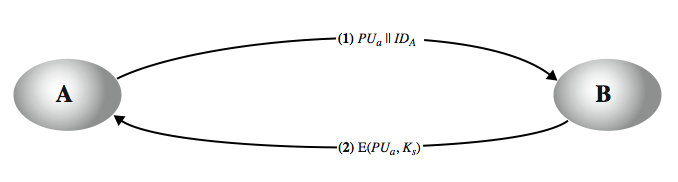 (1) PUa || IDA
A
B
(2) E(PUa, Ks)